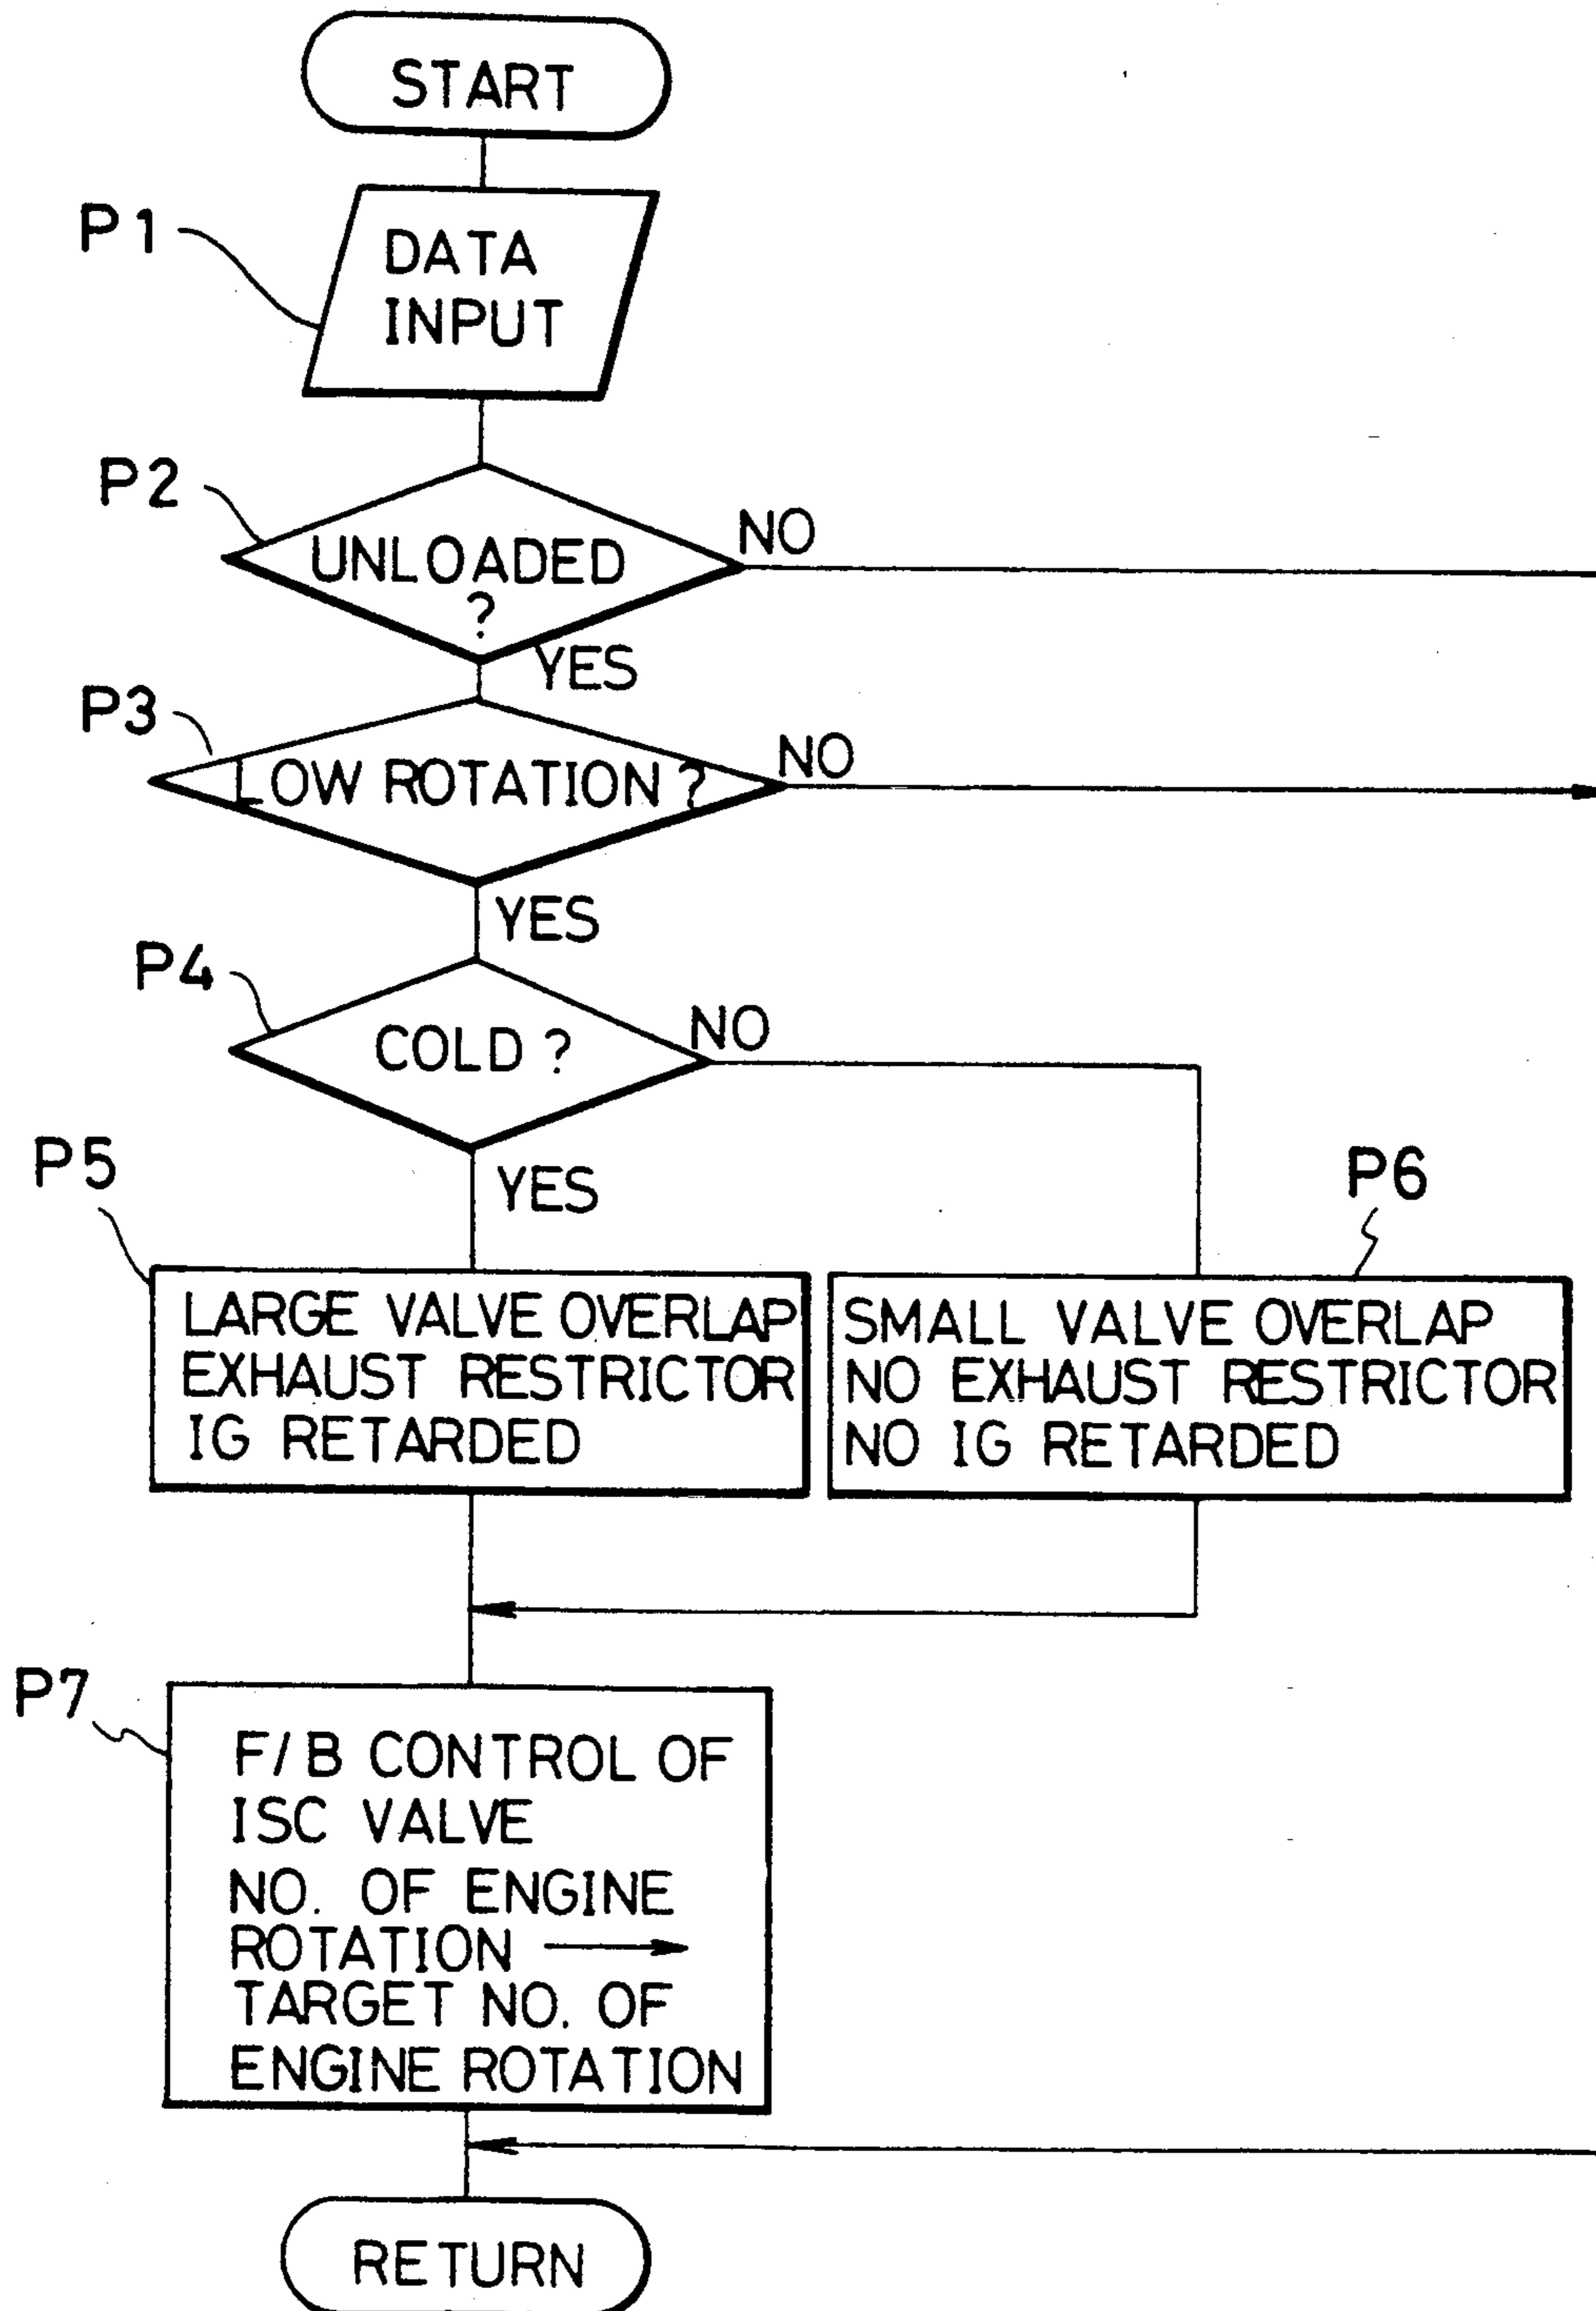 START
P1
DATA
INPUT
P2
UNLOADED
?
NO
YES
P3
LOW ROTATION ?
NO
YES
P4
COLD ?
NO
YES
P5
LARGE VALVE OVERLAP
EXHAUST RESTRICTOR
IG RETARDED
P6
SMALL VALVE OVERLAP
NO EXHAUST RESTRICTOR
NO IG RETARDED
P7
F/B CONTROL OF
ISC VALVE
NO. OF ENGINE
ROTATION →
TARGET NO. OF
ENGINE ROTATION
RETURN